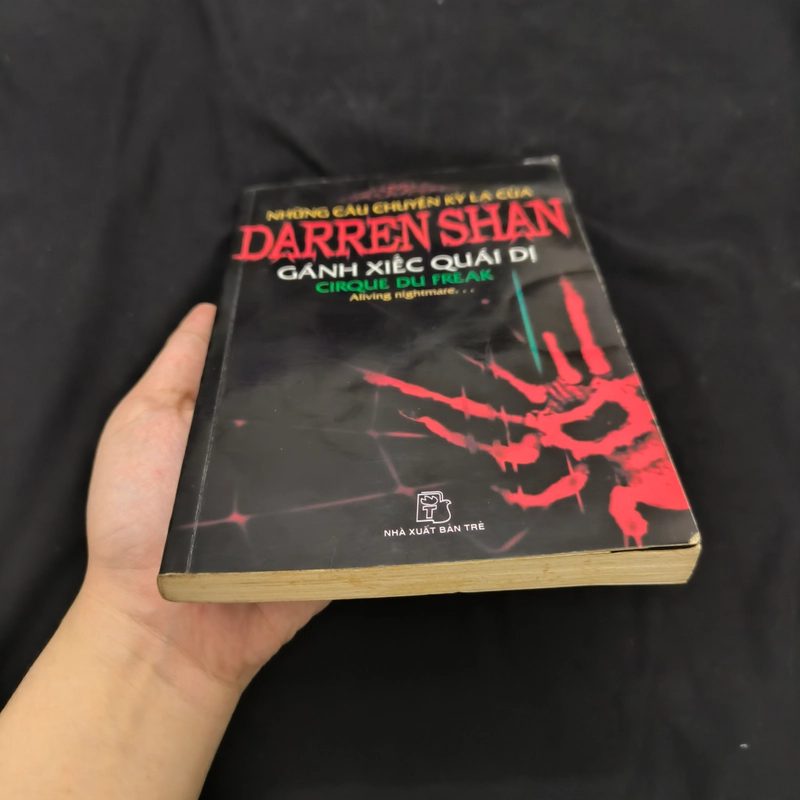 NHỮNG CÂU CHUYỆN KỲ LẠ CỦA
DARREN SHAN
GÁNH XIẾC QUÁI DỊ
CIRQUE DU FREAK
Aliving nightmare...
T
NHÀ XUẤT BẢN TRẺ